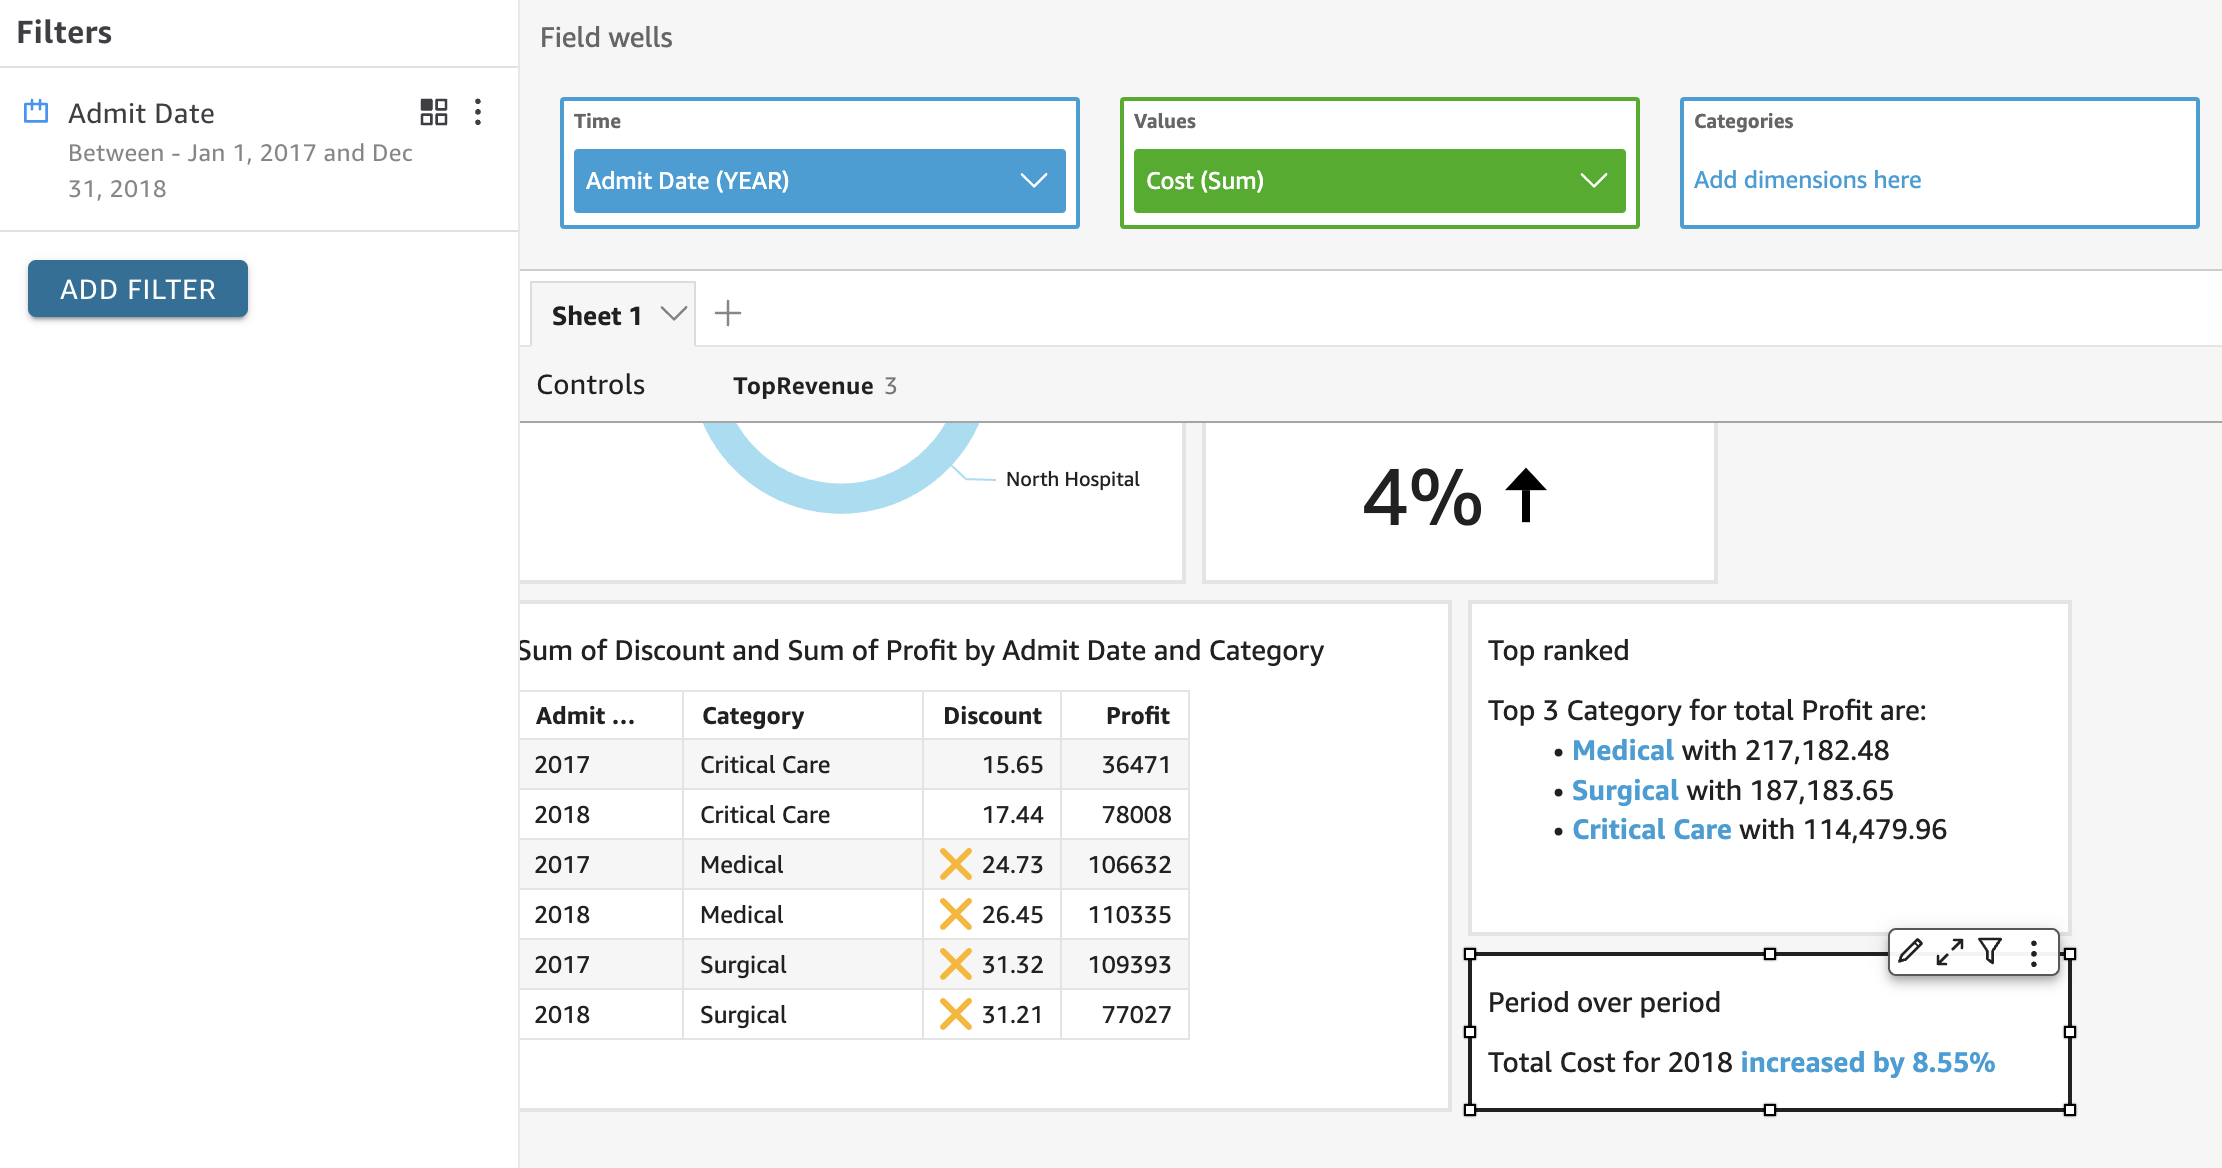 Filters
Admit Date
Between - Jan 1, 2017 and Dec
31, 2018
ADD FILTER
Field wells
Time
Admit Date (YEAR)
Values
Cost (Sum)
Categories
Add dimensions here
Sheet 1
Controls
TopRevenue 3
North Hospital
4%
Sum of Discount and Sum of Profit by Admit Date and Category
Admit ... Category Discount Profit
2017 Critical Care 15.65 36471
2018 Critical Care 17.44 78008
2017 Medical 24.73 106632
2018 Medical 26.45 110335
2017 Surgical 31.32 109393
2018 Surgical 31.21 77027
Top ranked
Top 3 Category for total Profit are:
• Medical with 217,182.48
• Surgical with 187,183.65
• Critical Care with 114,479.96
Period over period
Total Cost for 2018 increased by 8.55%